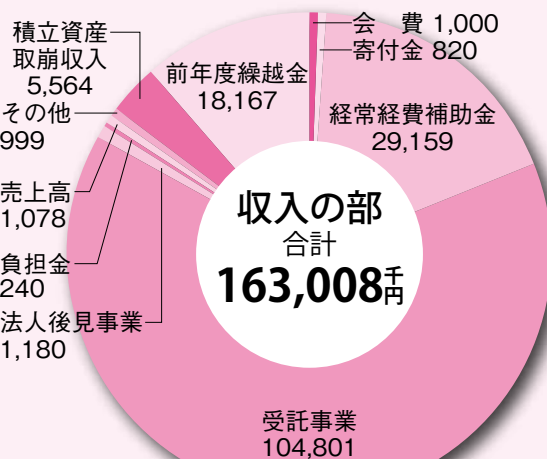 会　費 1,000
寄付金 820
経常経費補助金
29,159
受託事業
104,801
法人後見事業
1,180
負担金
240
売上高
1,078
その他
999
積立資産
取崩収入
5,564
前年度繰越金
18,167
収入の部
合計
163,008千円